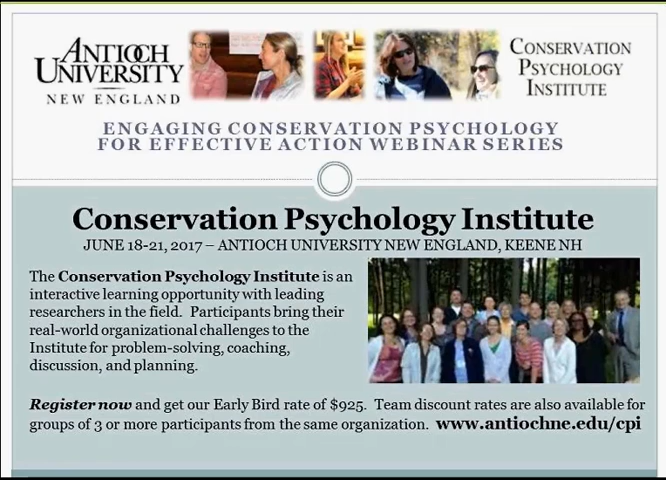 ANTIOCH
UNIVERSITY
NEW ENGLAND
CONSERVATION
PSYCHOLOGY
INSTITUTE
ENGAGING CONSERVATION PSYCHOLOGY
FOR EFFECTIVE ACTION WEBINAR SERIES
Conservation Psychology Institute
JUNE 18-21, 2017 – ANTIOCH UNIVERSITY NEW ENGLAND, KEENE NH
The Conservation Psychology Institute is an
interactive learning opportunity with leading
researchers in the field.  Participants bring their
real-world organizational challenges to the
Institute for problem-solving, coaching,
discussion, and planning.
Register now and get our Early Bird rate of $925.  Team discount rates are also available for
groups of 3 or more participants from the same organization.  www.antiochne.edu/cpi